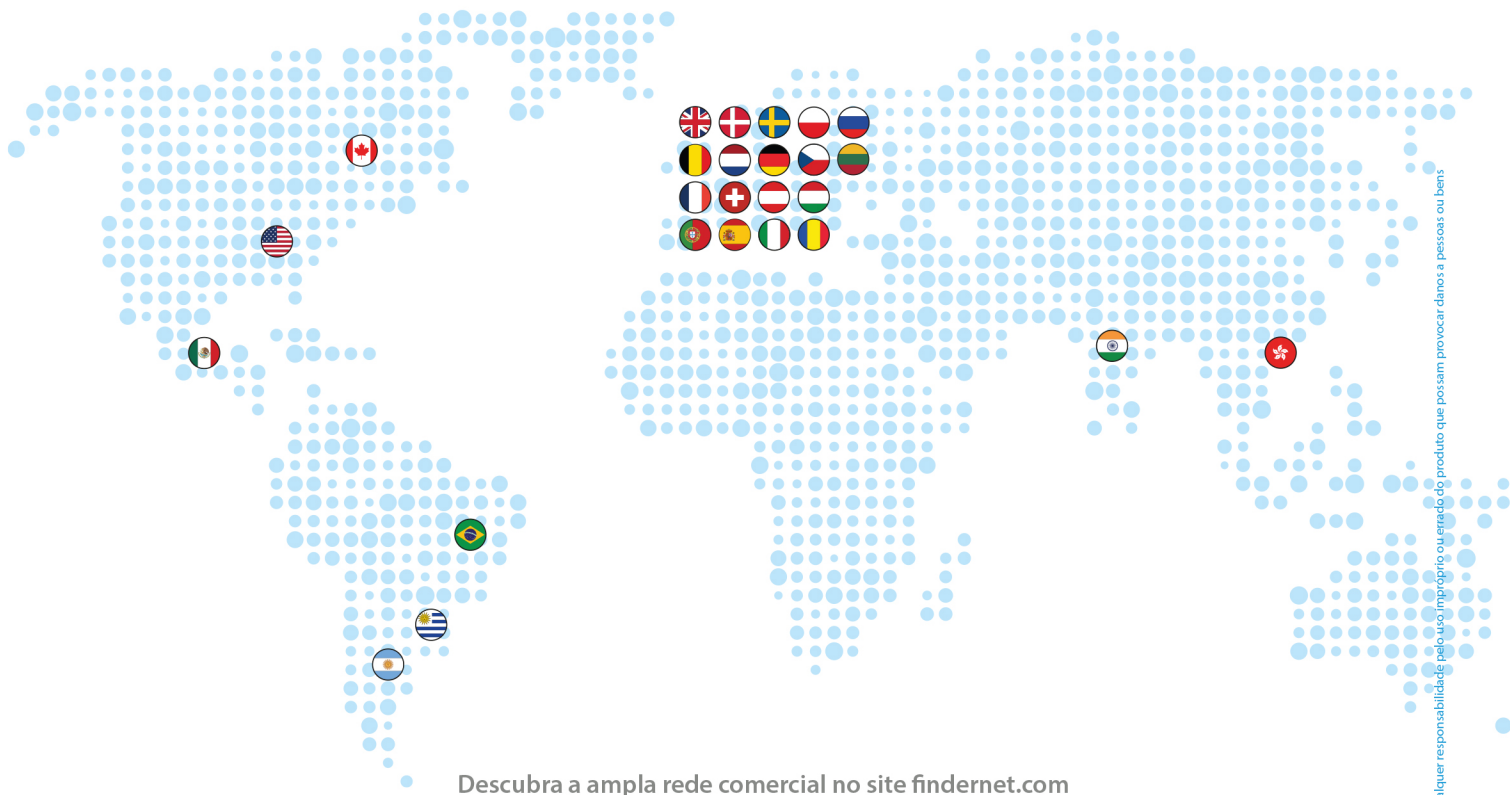 Descubra a ampla rede comercial no site findernet.com
responsabilidade pelo uso impróprio ou errado do produto que possam provocar danos a pessoas ou bens